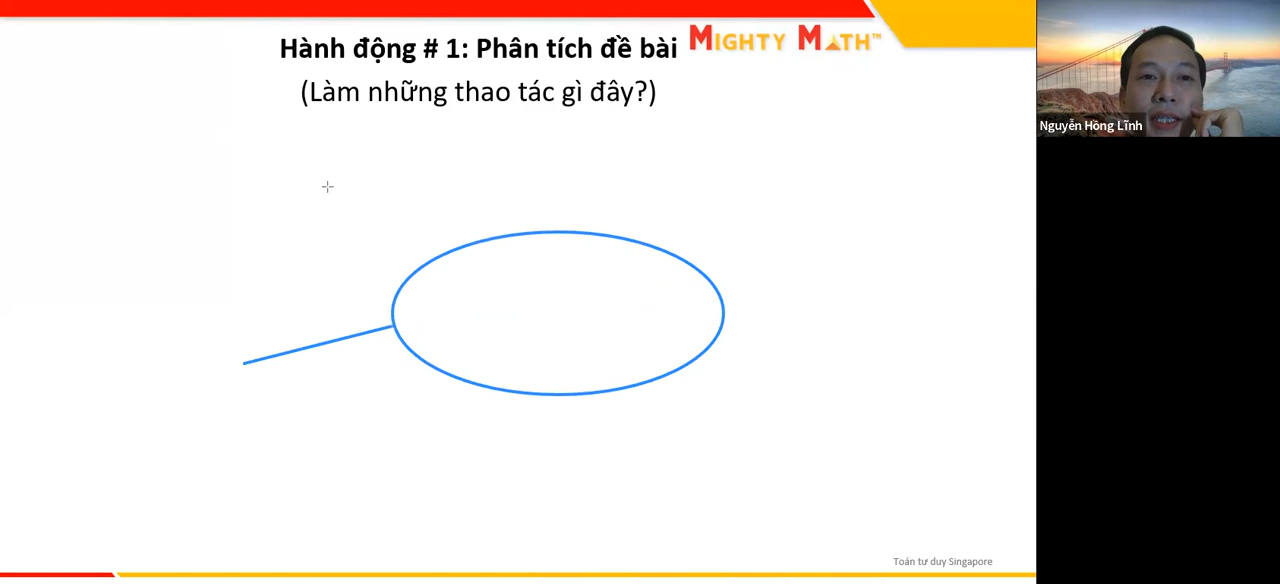 Hành động # 1: Phân tích đề bài
MIGHTY MATH™
(Làm những thao tác gì đây?)
Nguyễn Hồng Lĩnh
Toán tư duy Singapore